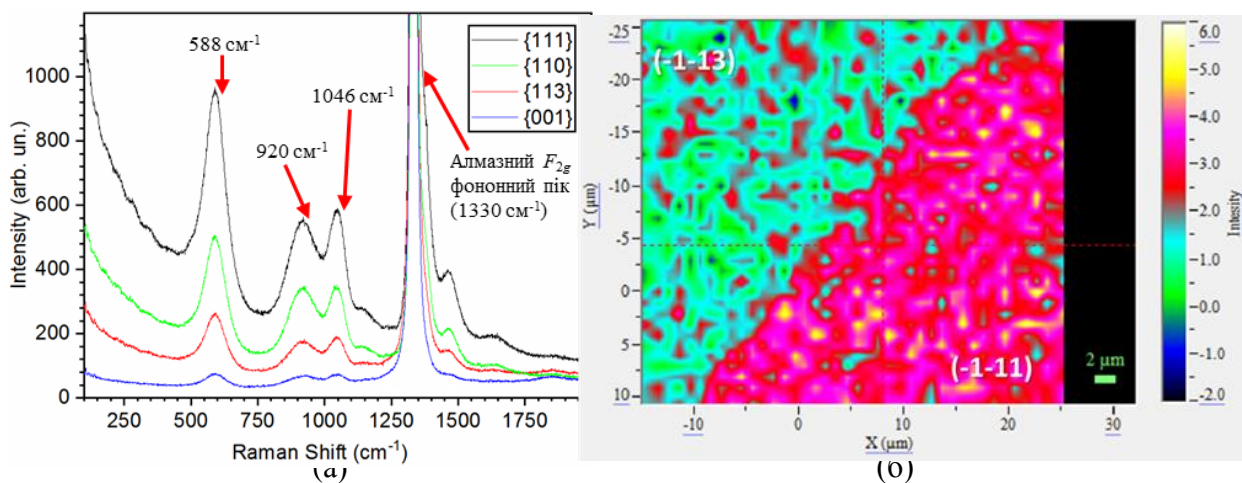 588 см-1
920 см-1
1046 см-1
{111}
{110}
{113}
{001}
Алмазний F2g
фононний пік
(1330 см-1)
1000
800
600
400
200
0
Intensity (arb. un.)
250
500
750
1000
1250
1500
1750
Raman Shift (cm-1)
(а)
(-1-13)
(-1-11)
2 µm
-25
-20
-15
-10
-5
0
5
10
Y (µm)
-10
0
10
20
30
X (µm)
6.0
5.0
-4.0
-3.0
-2.0
-1.0
-0.0
-1.0
-2.0
Intesity
(б)